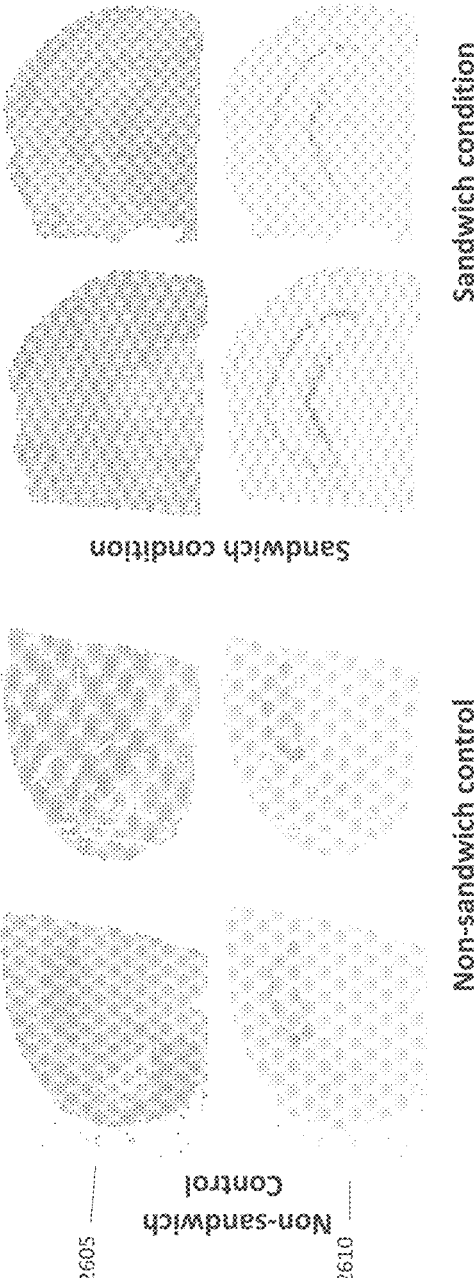 2605
2610
Non-sandwich
Control
Sandwich condition
Non-sandwich control
Sandwich condition